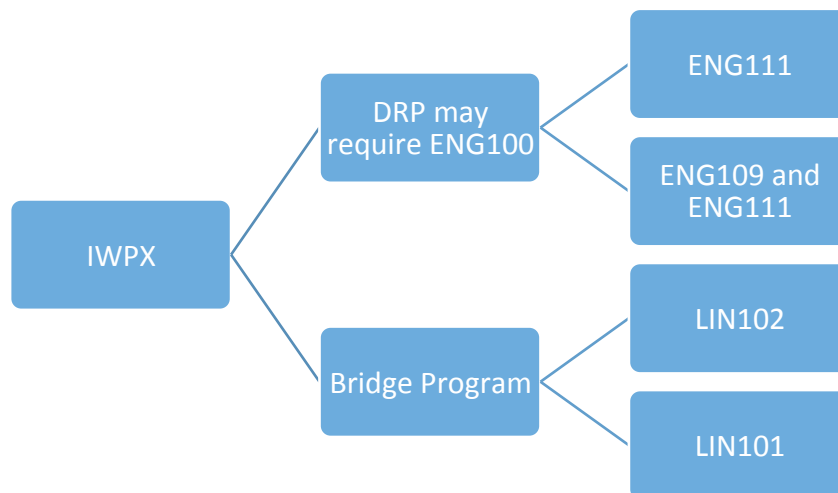 IWPX
DRP may
require ENG100
Bridge Program
ENG111
ENG109 and
ENG111
LIN102
LIN101